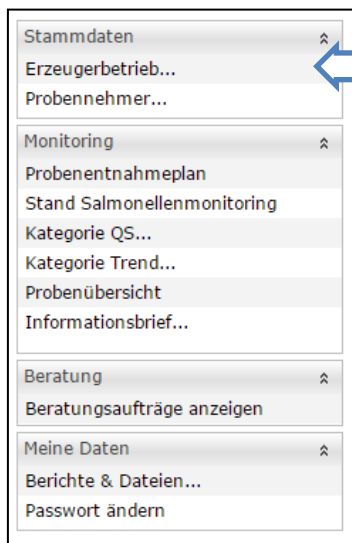 Stammdaten
Erzeugerbetrieb...
Probennehmer...
Monitoring
Probenentnahmeplan
Stand Salmonellenmonitoring
Kategorie QS...
Kategorie Trend...
Probenübersicht
Informationsbrief...
Beratung
Beratungsaufträge anzeigen
Meine Daten
Berichte & Dateien...
Passwort ändern